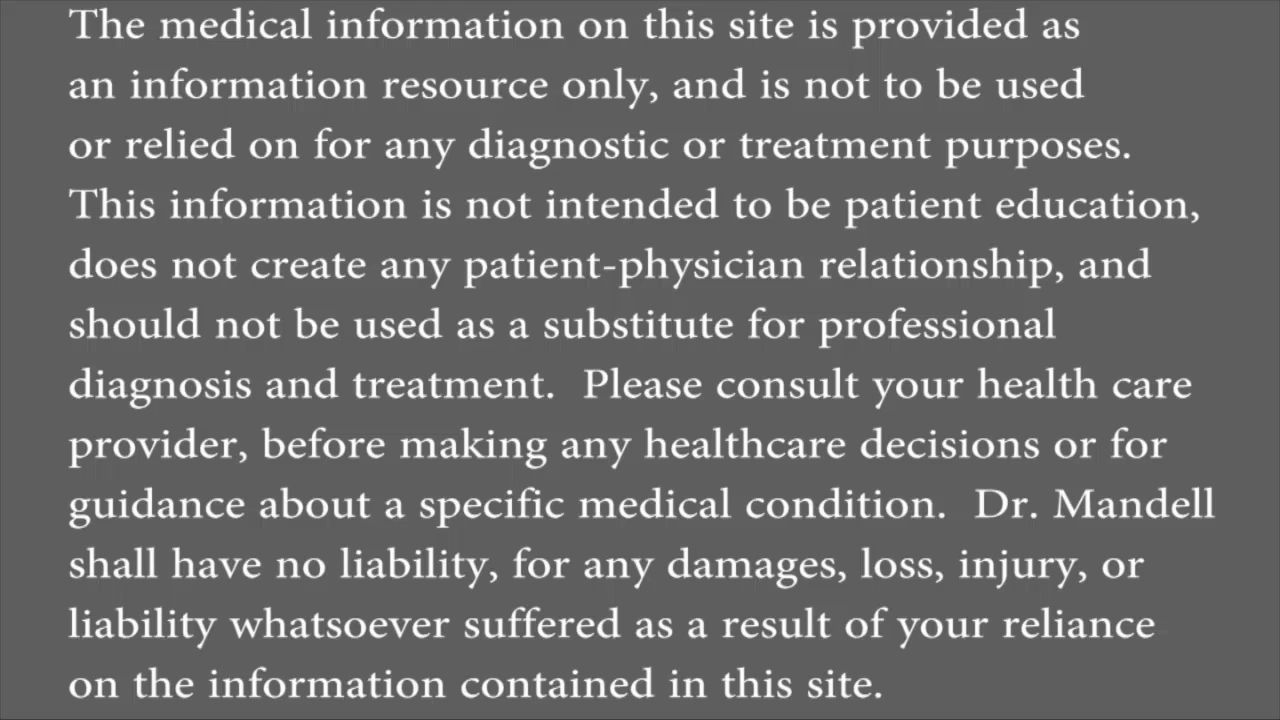 The medical information on this site is provided as
an information resource only, and is not to be used
or relied on for any diagnostic or treatment purposes.
This information is not intended to be patient education,
does not create any patient-physician relationship, and
should not be used as a substitute for professional
diagnosis and treatment.  Please consult your health care
provider, before making any healthcare decisions or for
guidance about a specific medical condition.  Dr. Mandell
shall have no liability, for any damages, loss, injury, or
liability whatsoever suffered as a result of your reliance
on the information contained in this site.